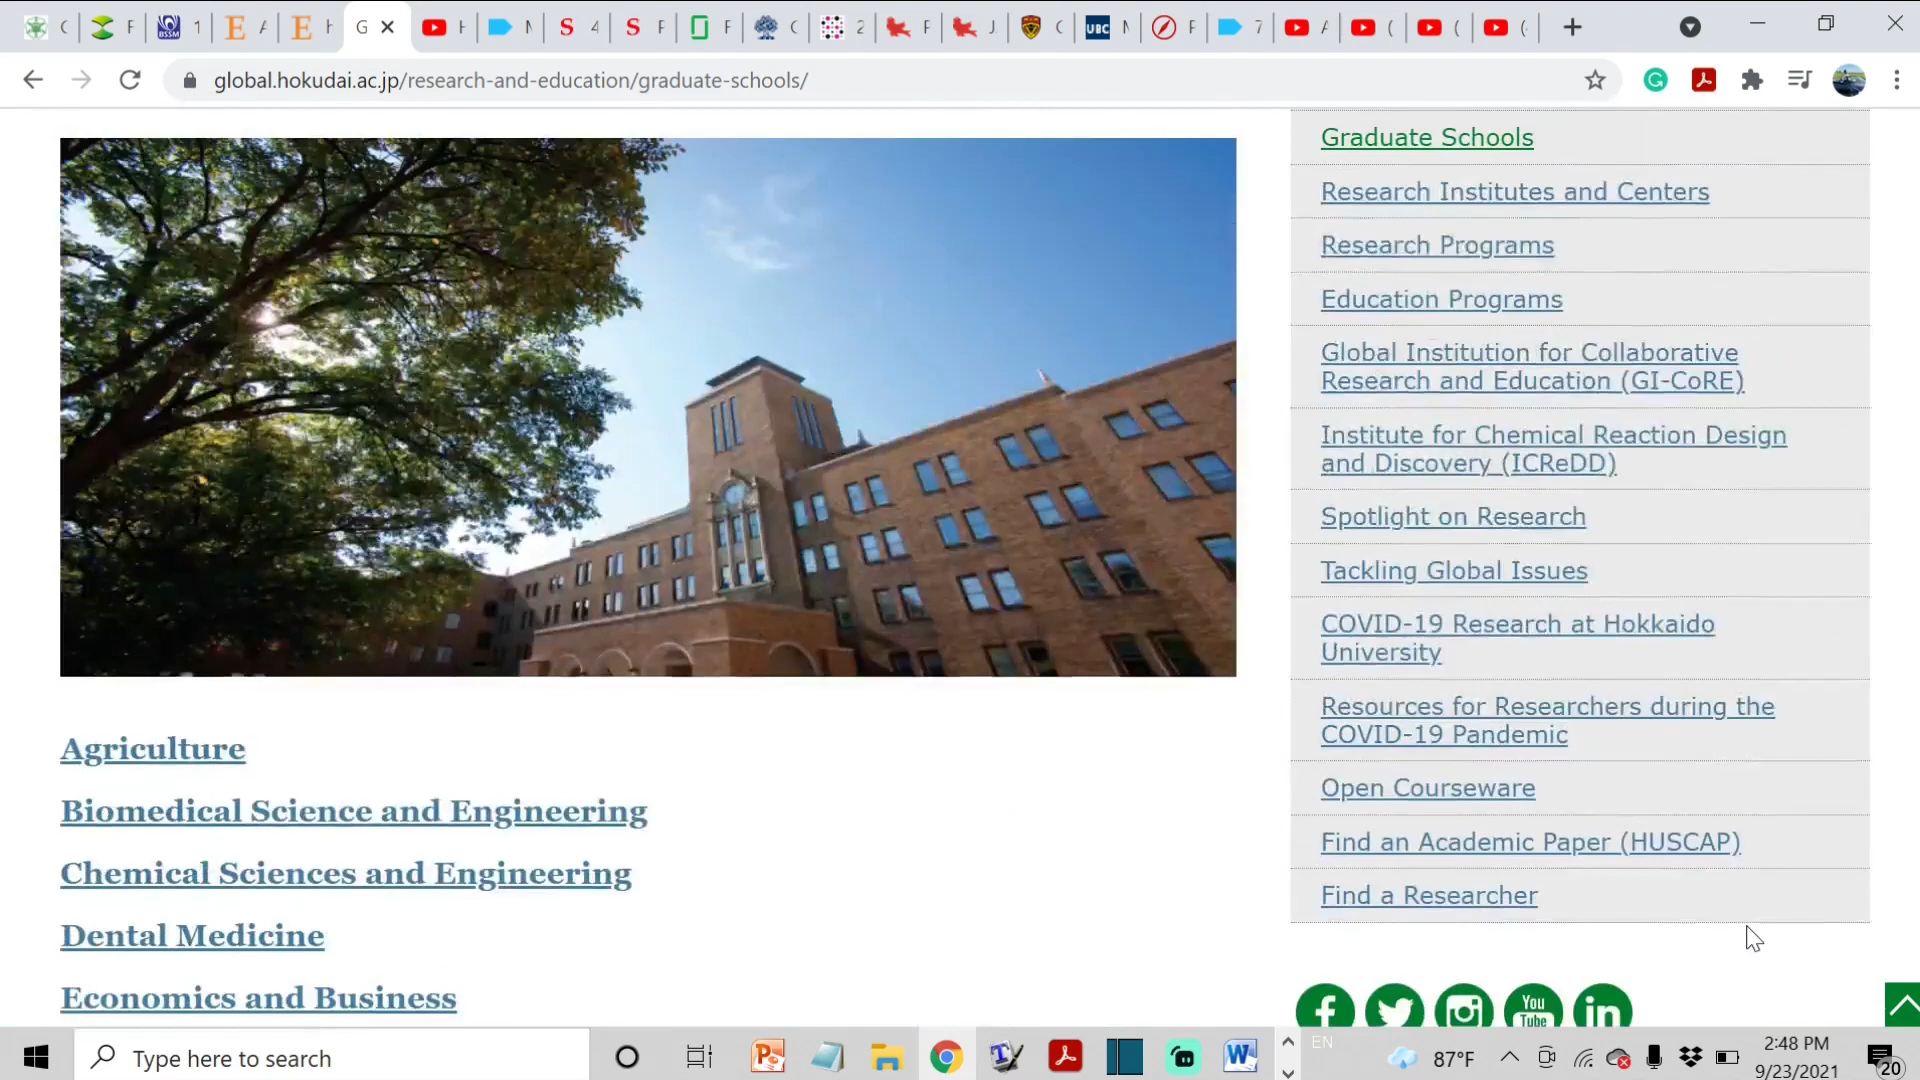 G
global.hokudai.ac.jp/research-and-education/graduate-schools/
Graduate Schools
Research Institutes and Centers
Research Programs
Education Programs
Global Institution for Collaborative
Research and Education (GI-CoRE)
Institute for Chemical Reaction Design
and Discovery (ICReDD)
Spotlight on Research
Tackling Global Issues
COVID-19 Research at Hokkaido
University
Resources for Researchers during the
COVID-19 Pandemic
Open Courseware
Find an Academic Paper (HUSCAP)
Find a Researcher
Agriculture
Biomedical Science and Engineering
Chemical Sciences and Engineering
Dental Medicine
Economics and Business
You
Tube
Type here to search
EN
87°F
2:48 PM
9/23/2021
20